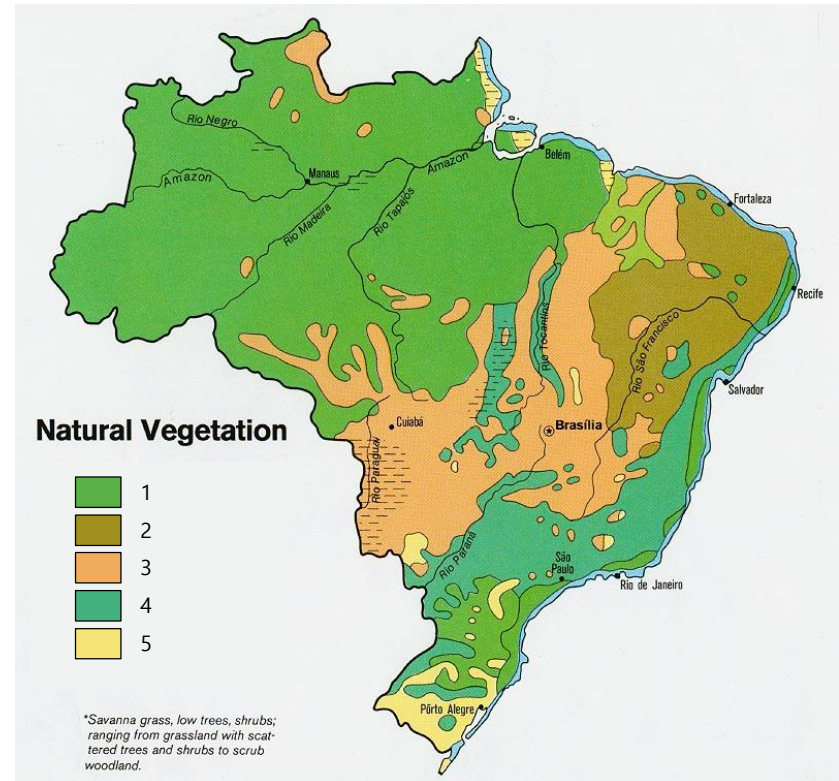 Rio Negro
Amazon
Manaus
Rio Madeira
Rio Tapajós
Amazon
Belém
Fortaleza
Recife
Rio Tocantins
Rio São Francisco
Salvador
Natural Vegetation
Cuiabá
Brasília
Rio Paraguai
1
2
3
4
5
Rio Paraná
São
Paulo
Rio de Janeiro
Pôrto Alegre
*Savanna grass, low trees, shrubs;
ranging from grassland with scat-
tered trees and shrubs to scrub
woodland.